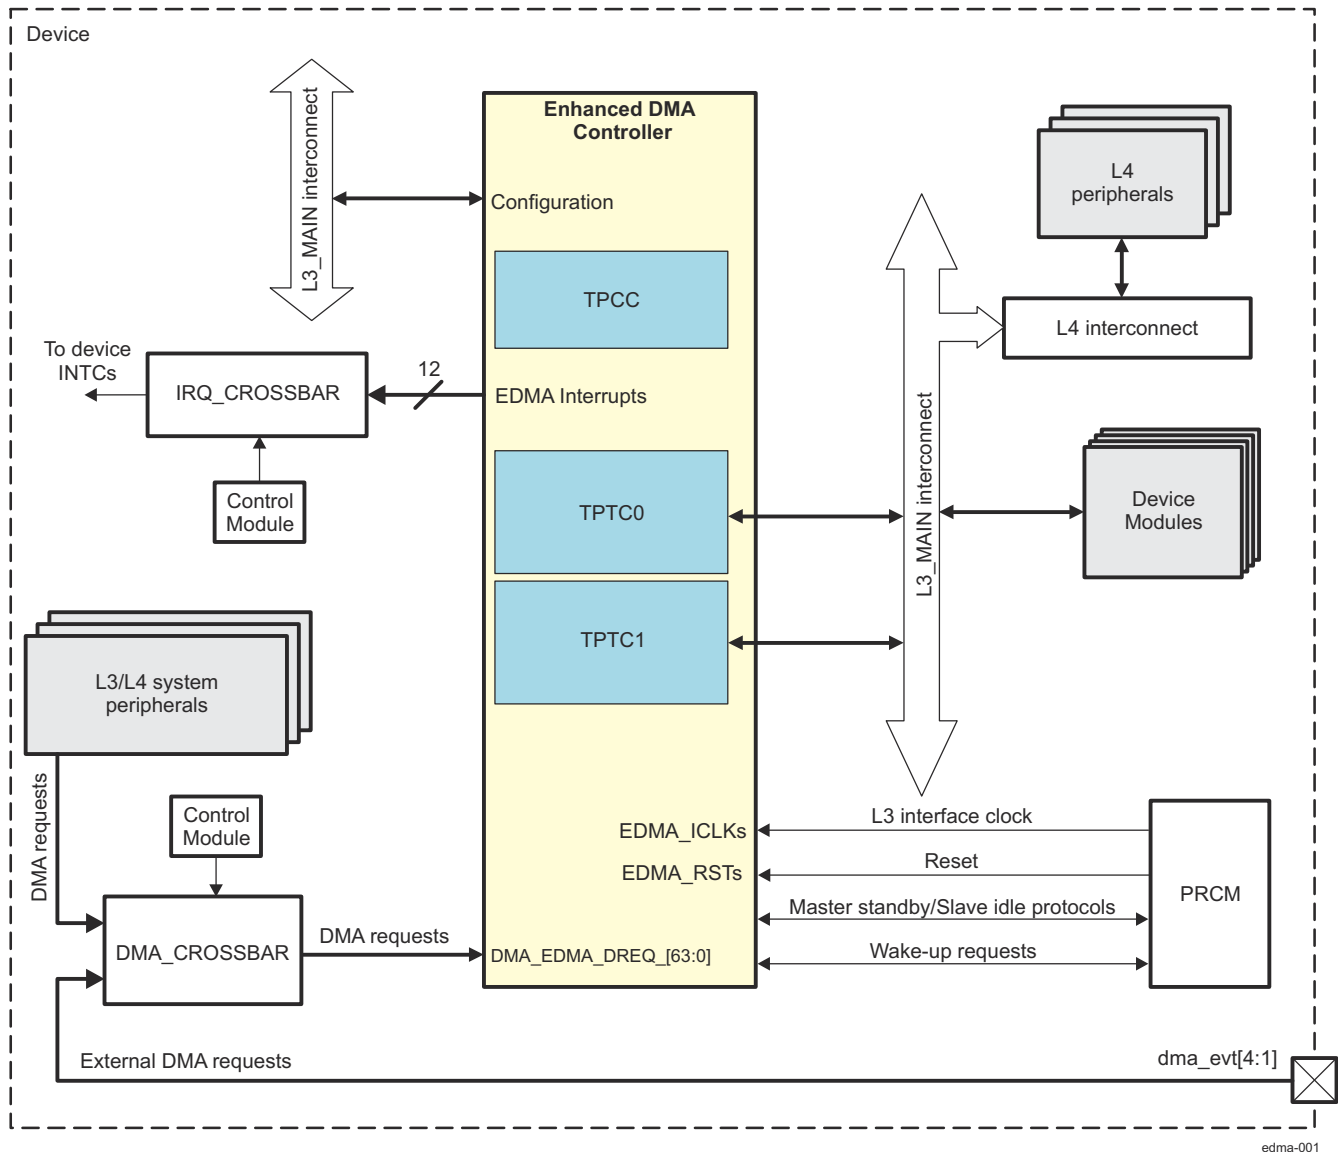 Device
L3_MAIN interconnect
Enhanced DMA
Controller
Configuration
TPCC
L4
peripherals
L4 interconnect
To device
INTCs
IRQ_CROSSBAR
12
EDMA Interrupts
Control
Module
TPTC0
L3_MAIN interconnect
Device
Modules
TPTC1
L3/L4 system
peripherals
DMA requests
Control
Module
EDMA_ICLKs
L3 interface clock
EDMA_RSTs
Reset
PRCM
Master standby/Slave idle protocols
DMA_CROSSBAR
DMA requests
DMA_EDMA_DREQ_[63:0]
Wake-up requests
External DMA requests
dma_evt[4:1]
edma-001